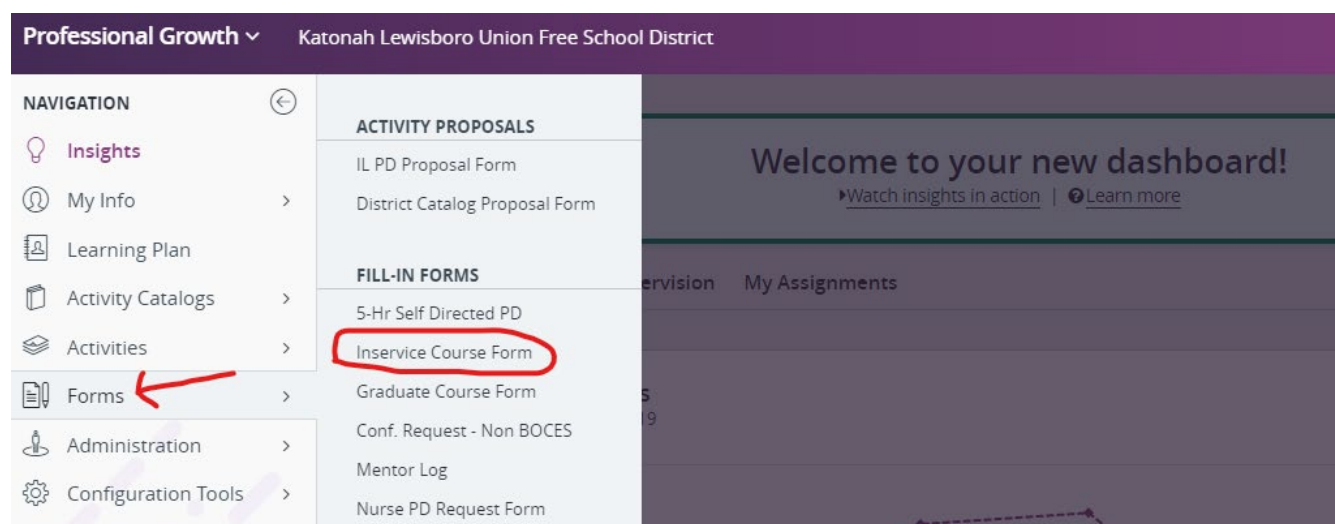 Professional Growth
Katonah Lewisboro Union Free School District
NAVIGATION
Insights
My Info
Learning Plan
Activity Catalogs
Activities
Forms
Administration
Configuration Tools
ACTIVITY PROPOSALS
IL PD Proposal Form
District Catalog Proposal Form
FILL-IN FORMS
5-Hr Self Directed PD
Inservice Course Form
Graduate Course Form
Conf. Request - Non BOCES
Mentor Log
Nurse PD Request Form
Welcome to your new dashboard!
Watch insights in action | Learn more
ervision My Assignments
s
19